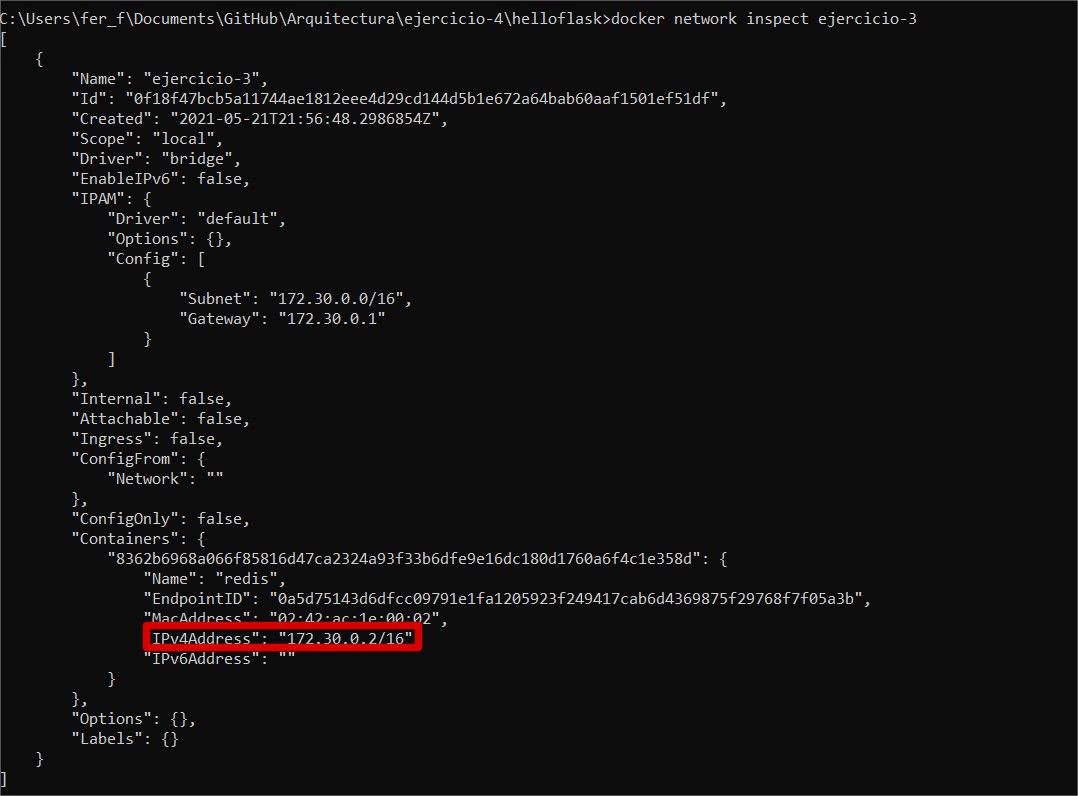 C:\Users\fer_f\Documents\GitHub\Arquitectura\ejercicio-4\helloflask>docker network inspect ejercicio-3
[
    {
        "Name": "ejercicio-3",
        "Id": "0f18f47bcb5a11744ae1812eee4d29cd144d5b1e672a64bab60aaf1501ef51df",
        "Created": "2021-05-21T21:56:48.2986854Z",
        "Scope": "local",
        "Driver": "bridge",
        "EnableIPv6": false,
        "IPAM": {
            "Driver": "default",
            "Options": {},
            "Config": [
                {
                    "Subnet": "172.30.0.0/16",
                    "Gateway": "172.30.0.1"
                }
            ]
        },
        "Internal": false,
        "Attachable": false,
        "Ingress": false,
        "ConfigFrom": {
            "Network": ""
        },
        "ConfigOnly": false,
        "Containers": {
            "8362b6968a066f85816d47ca2324a93f33b6dfe9e16dc180d1760a6f4c1e358d": {
                "Name": "redis",
                "EndpointID": "0a5d75143d6dfcc09791e1fa1205923f249417cab6d4369875f29768f7f05a3b",
                "MacAddress": "02:42:ac:1e:00:02",
                "IPv4Address": "172.30.0.2/16"
                "IPv6Address": ""
            }
        },
        "Options": {},
        "Labels": {}
    }
]